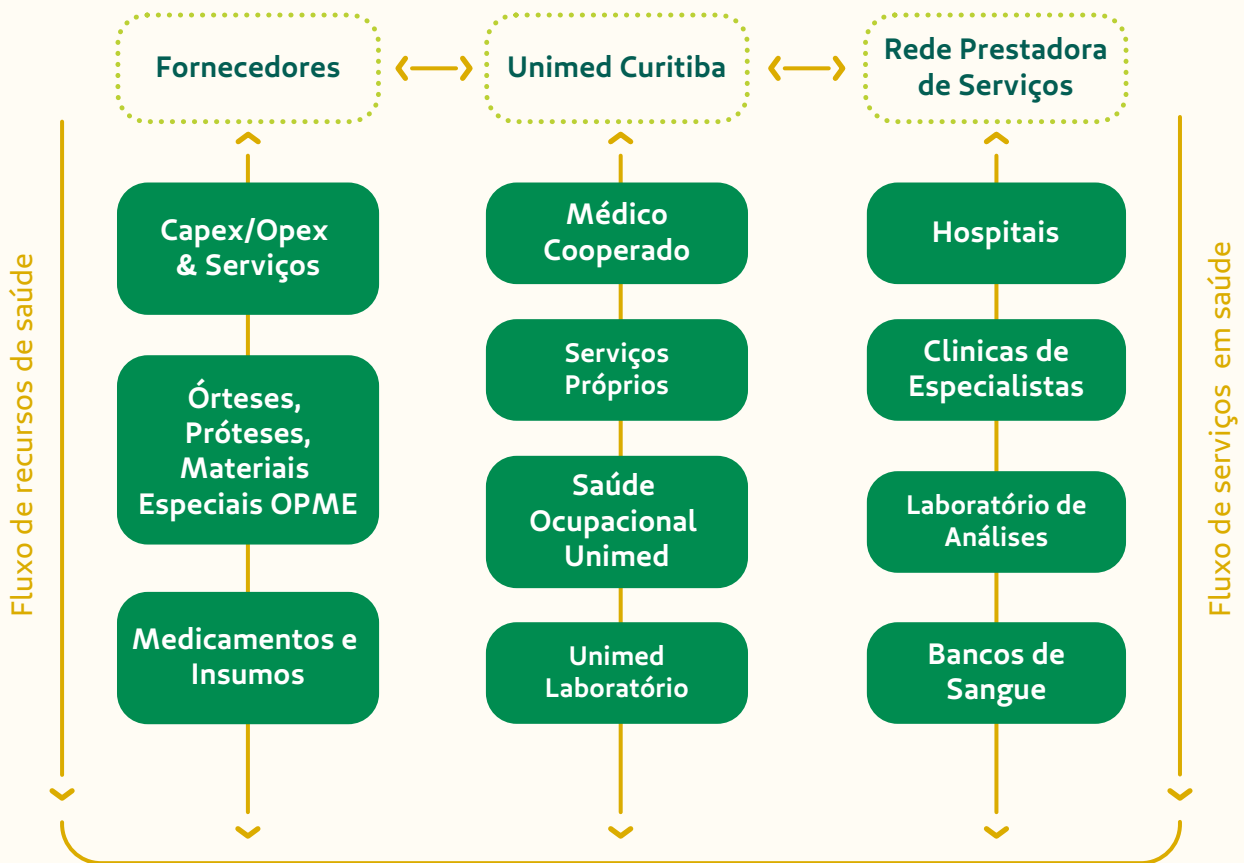 Fornecedores
Unimed Curitiba
Rede Prestadora
de Serviços
Fluxo de recursos de saúde
Capex/Opex
& Serviços
Órteses,
Próteses,
Materiais
Especiais OPME
Medicamentos e
Insumos
Médico
Cooperado
Serviços
Próprios
Saúde
Ocupacional
Unimed
Unimed
Laboratório
Hospitais
Clinicas de
Especialistas
Laboratório de
Análises
Bancos de
Sangue
Fluxo de serviços em saúde